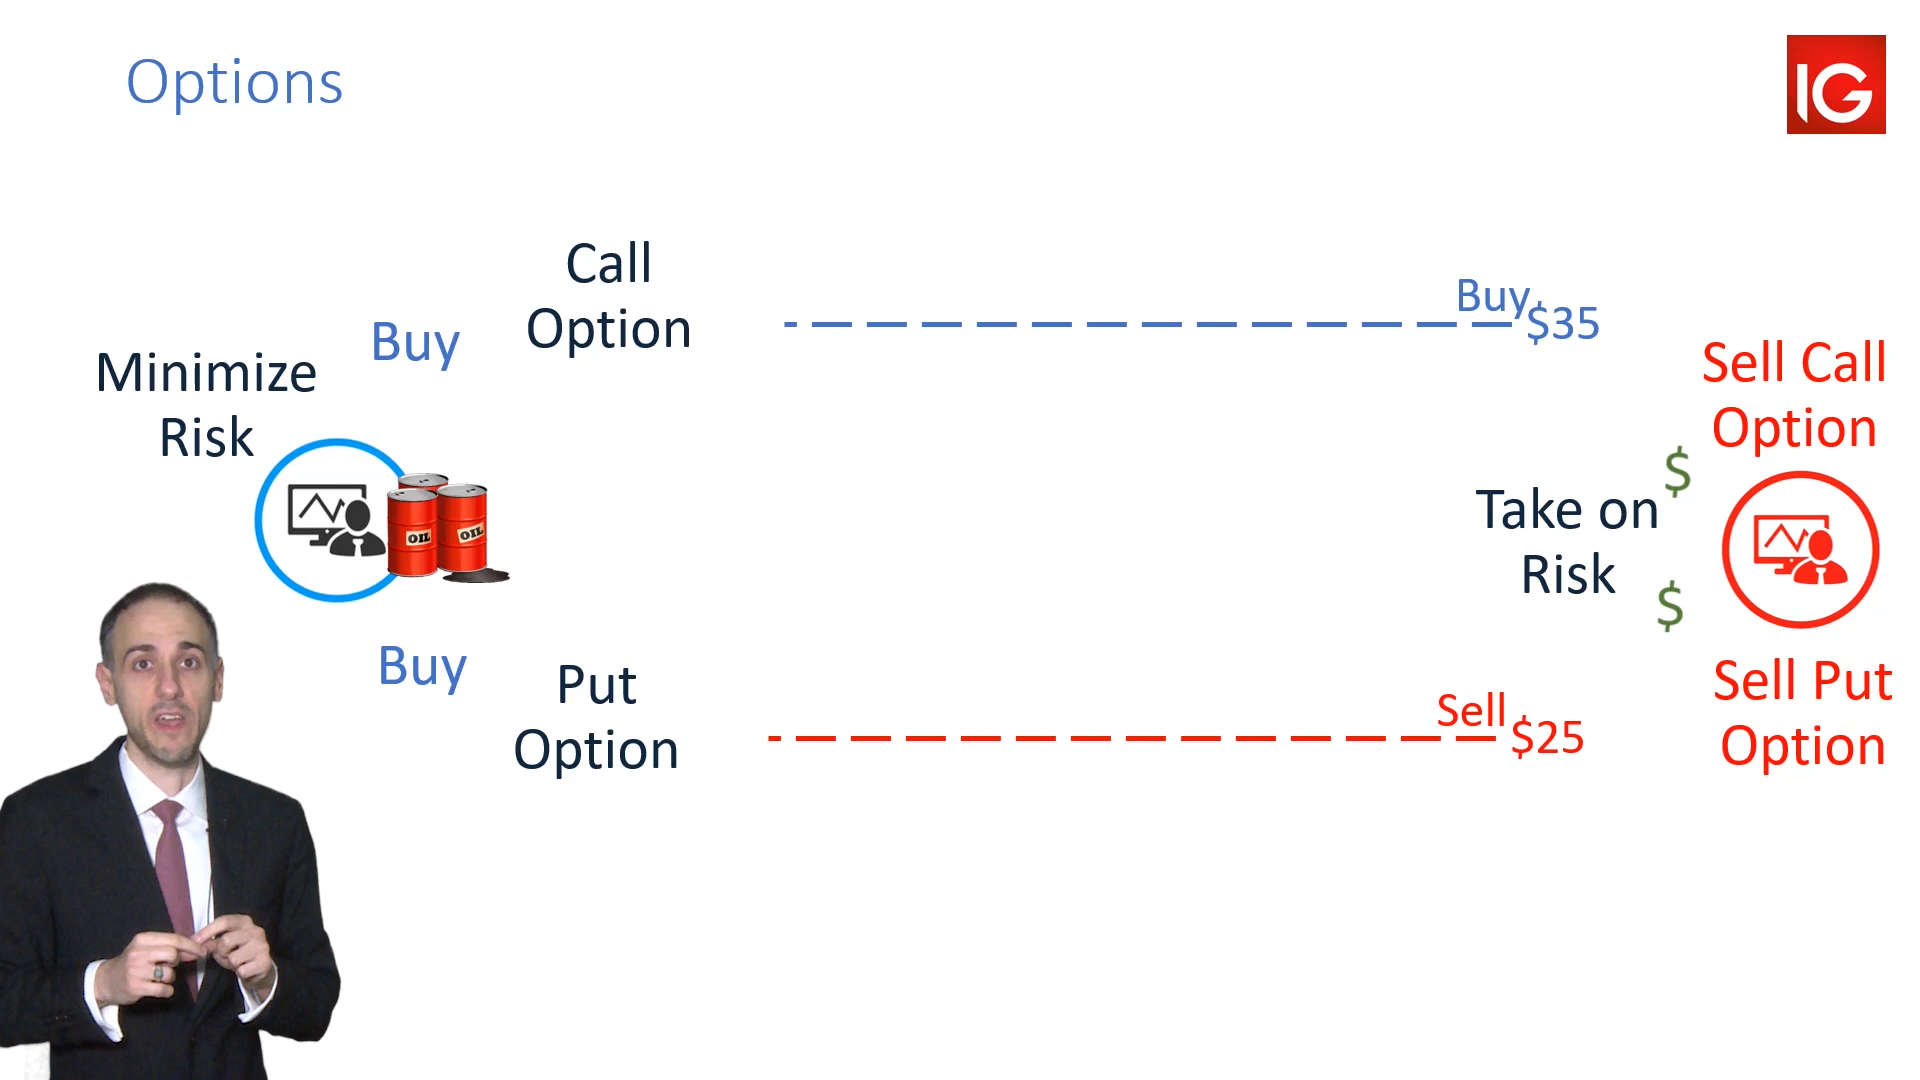 Options
IG
Call
Option
Buy
Minimize
Risk
OIL
OIL
Buy
Put
Option
Buy
$35
Sell Call
Option
$
Take on
Risk
$
Sell
$25
Sell Put
Option